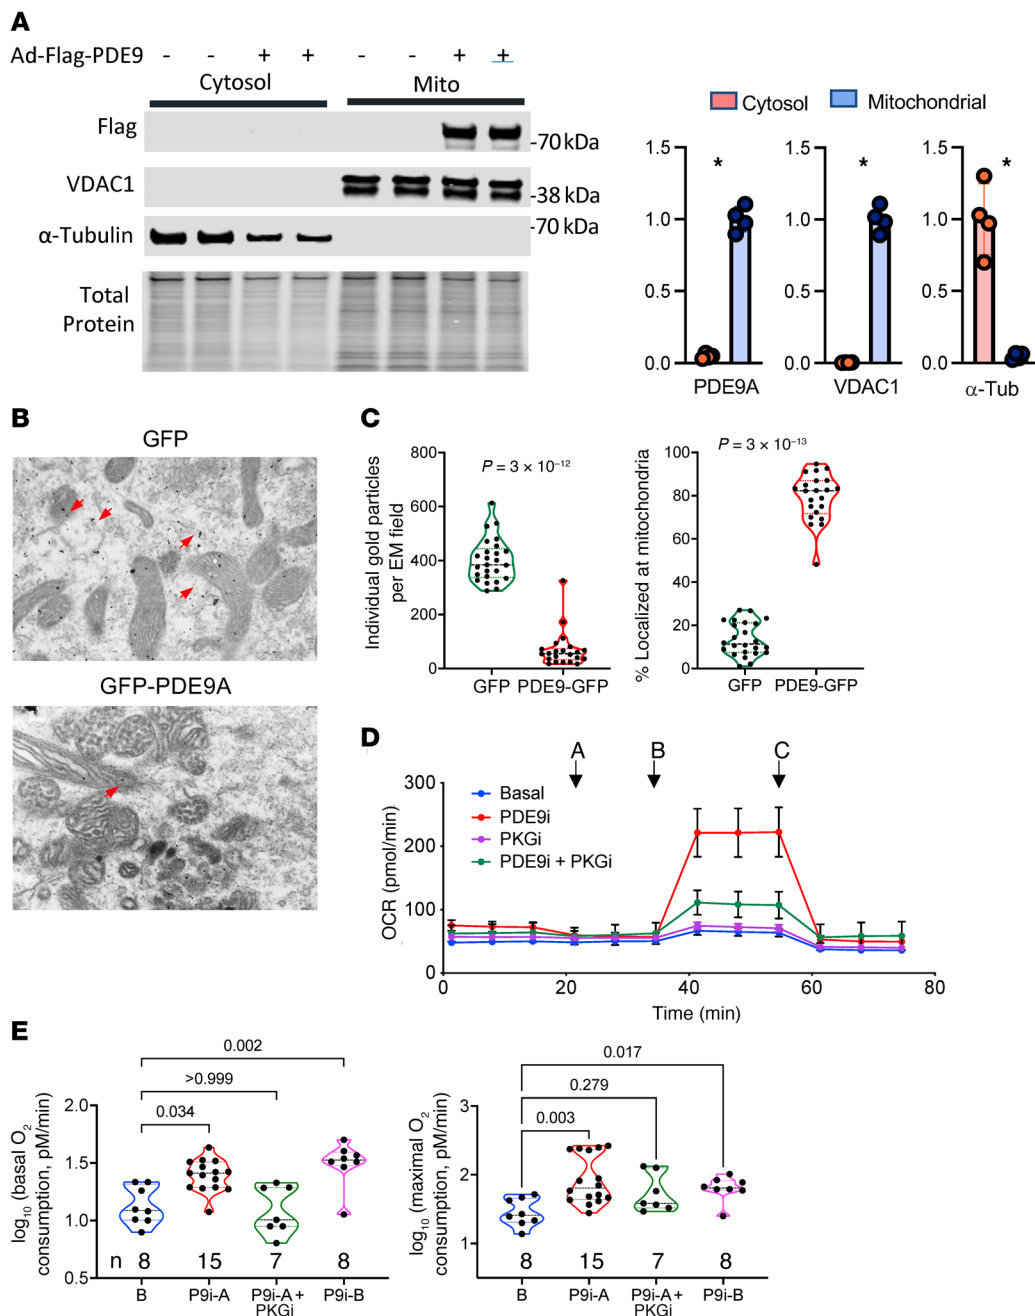 A
Ad-Flag-PDE9 - - + + - - + +
Cytosol Mito
Flag
-70 kDa
VDAC1
-38 kDa
-70 kDa
α-Tubulin
Total
Protein
Cytosol Mitochondrial
1.5 1.5 1.5
* * *
1.0 1.0 1.0
0.5 0.5 0.5
0.0 0.0 0.0
PDE9A VDAC1 α-Tub
B
GFP
GFP-PDE9A
C
Individual gold particles
per EM field
800
600
400
200
0
P = 3 × 10⁻¹²
GFP PDE9-GFP
% Localized at mitochondria
100
80
60
40
20
0
P = 3 × 10⁻¹³
GFP PDE9-GFP
D
A B C
OCR (pmol/min)
300
200
100
0
Basal
PDE9i
PKGi
PDE9i + PKGi
0 20 40 60 80
Time (min)
E
log₁₀ (basal O₂
consumption, pM/min)
2.0
1.5
1.0
0.5
0.002
>0.999
0.034
n 8 15 7 8
B P9i-A P9i-A + P9i-B
PKGi
log₁₀ (maximal O₂
consumption, pM/min)
3
2
1
0.017
0.279
0.003
8 15 7 8
B P9i-A P9i-A + P9i-B
PKGi